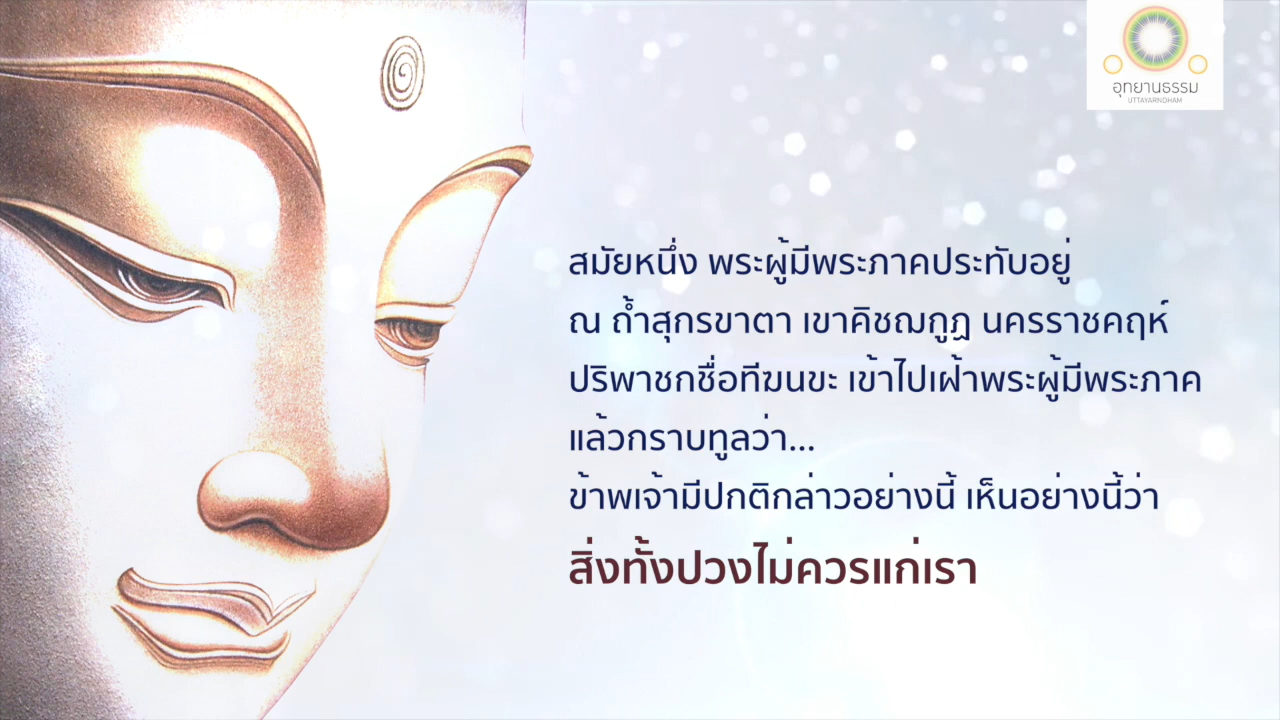 อุทยานธรรม
UTTAYARNDHAM
สมัยหนึ่ง พระผู้มีพระภาคประทับอยู่
ณ ถ้ำสุกรขาตา เขาคิชฌกูฏ นครราชคฤห์
ปริพาชกชื่อทีฆนขะ เข้าไปเฝ้าพระผู้มีพระภาค
แล้วกราบทูลว่า...
ข้าพเจ้ามีปกติกล่าวอย่างนี้ เห็นอย่างนี้ว่า
สิ่งทั้งปวงไม่ควรแก่เรา